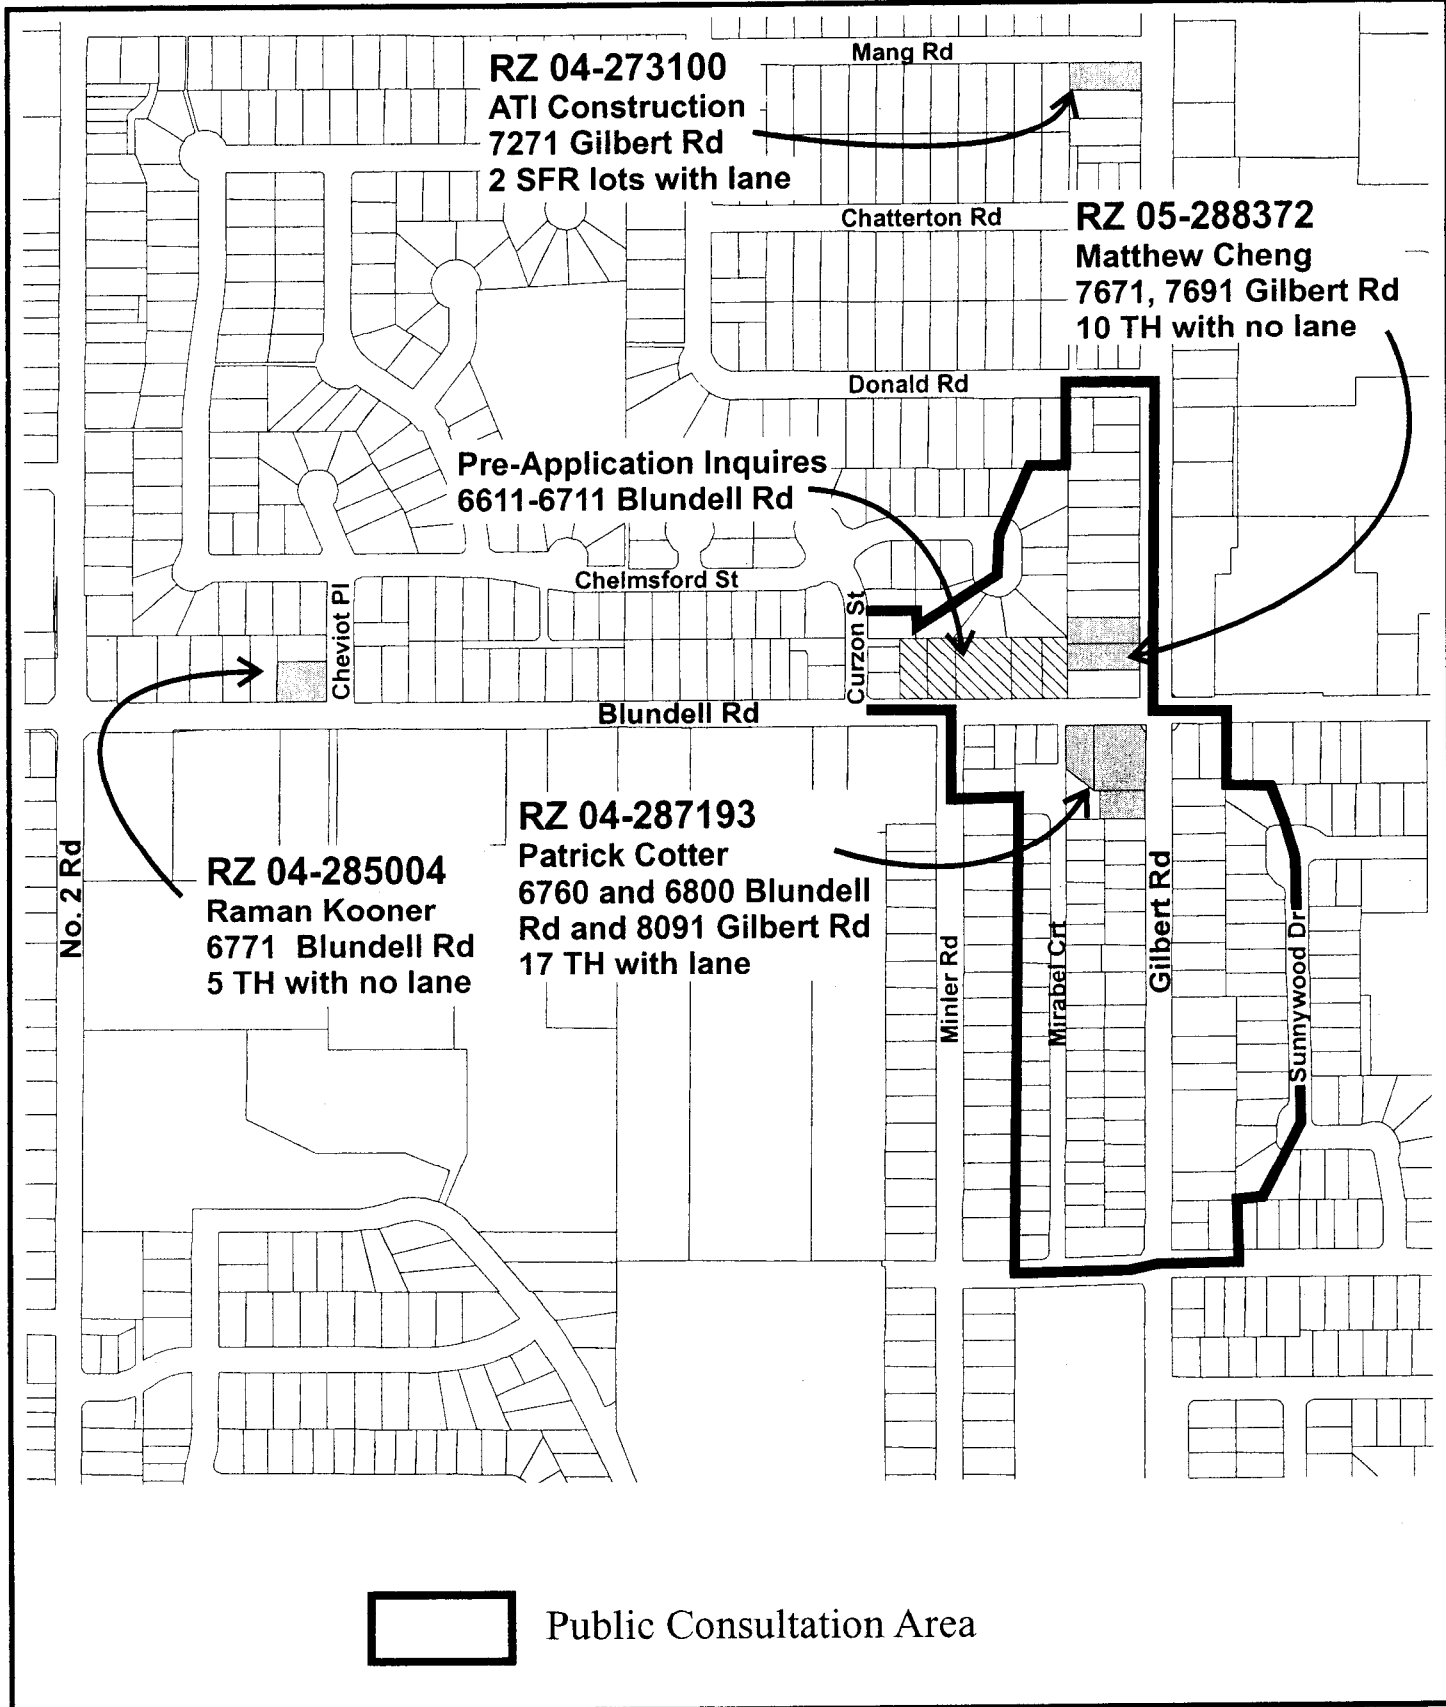 Mang Rd
RZ 04-273100
ATI Construction
7271 Gilbert Rd
2 SFR lots with lane
Chatterton Rd
RZ 05-288372
Matthew Cheng
7671, 7691 Gilbert Rd
10 TH with no lane
Donald Rd
Pre-Application Inquires
6611-6711 Blundell Rd
Chelmsford St
Cheviot Pl
Curzon St
Blundell Rd
No. 2 Rd
RZ 04-285004
Raman Kooner
6771 Blundell Rd
5 TH with no lane
RZ 04-287193
Patrick Cotter
6760 and 6800 Blundell
Rd and 8091 Gilbert Rd
17 TH with lane
Minler Rd
Mirabel Crt
Gilbert Rd
Sunnywood Dr
Public Consultation Area